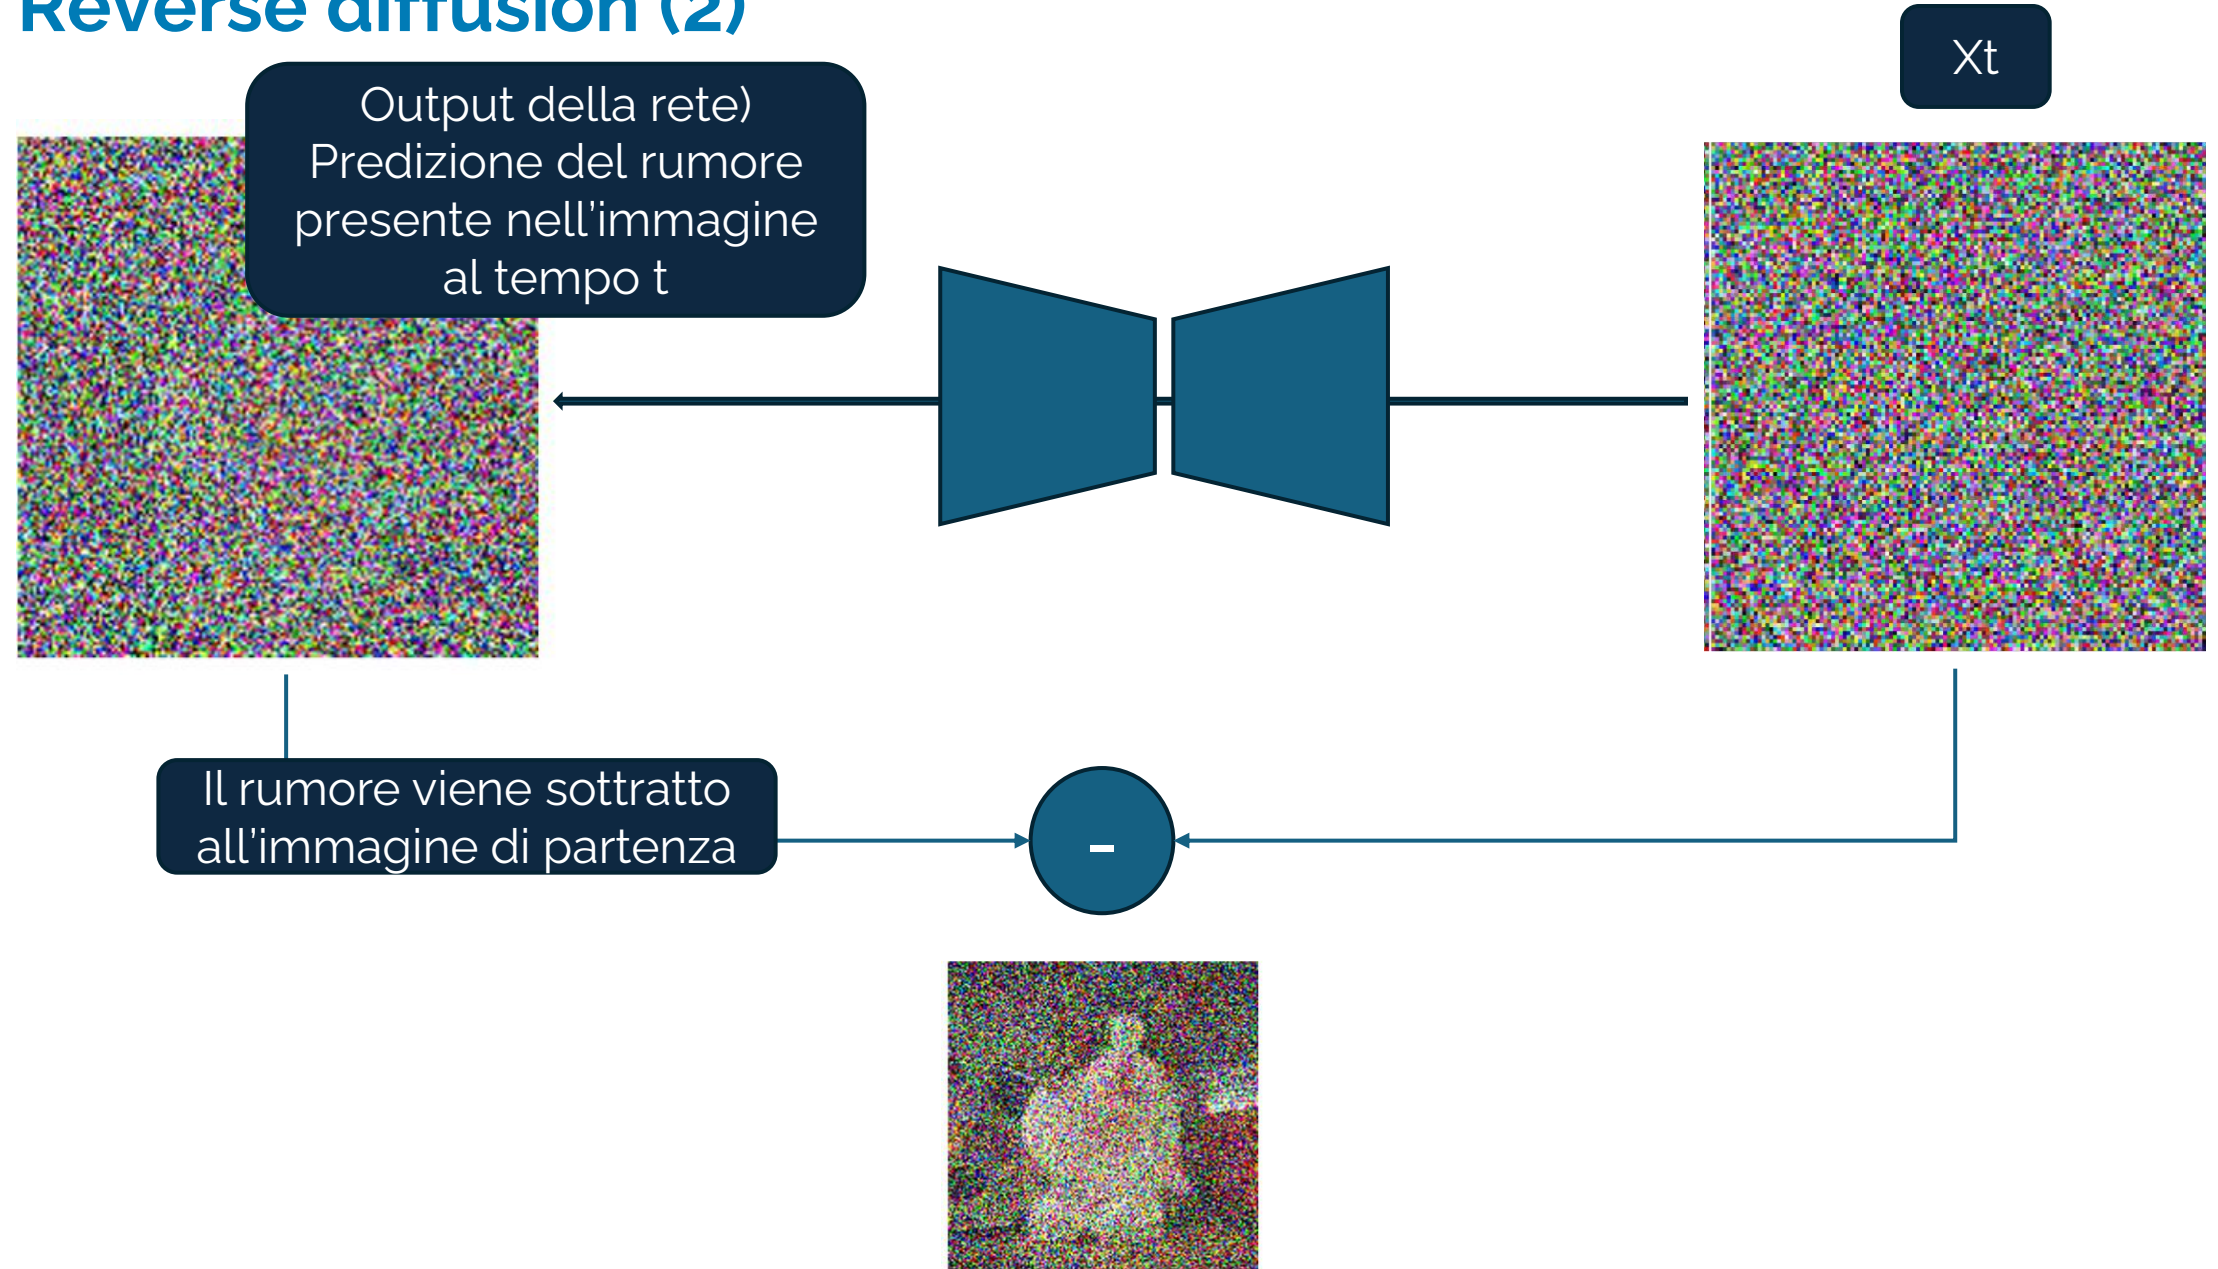 Reverse diffusion (2)
Xt
Output della rete)
Predizione del rumore
presente nell'immagine
al tempo t
Il rumore viene sottratto
all'immagine di partenza
-